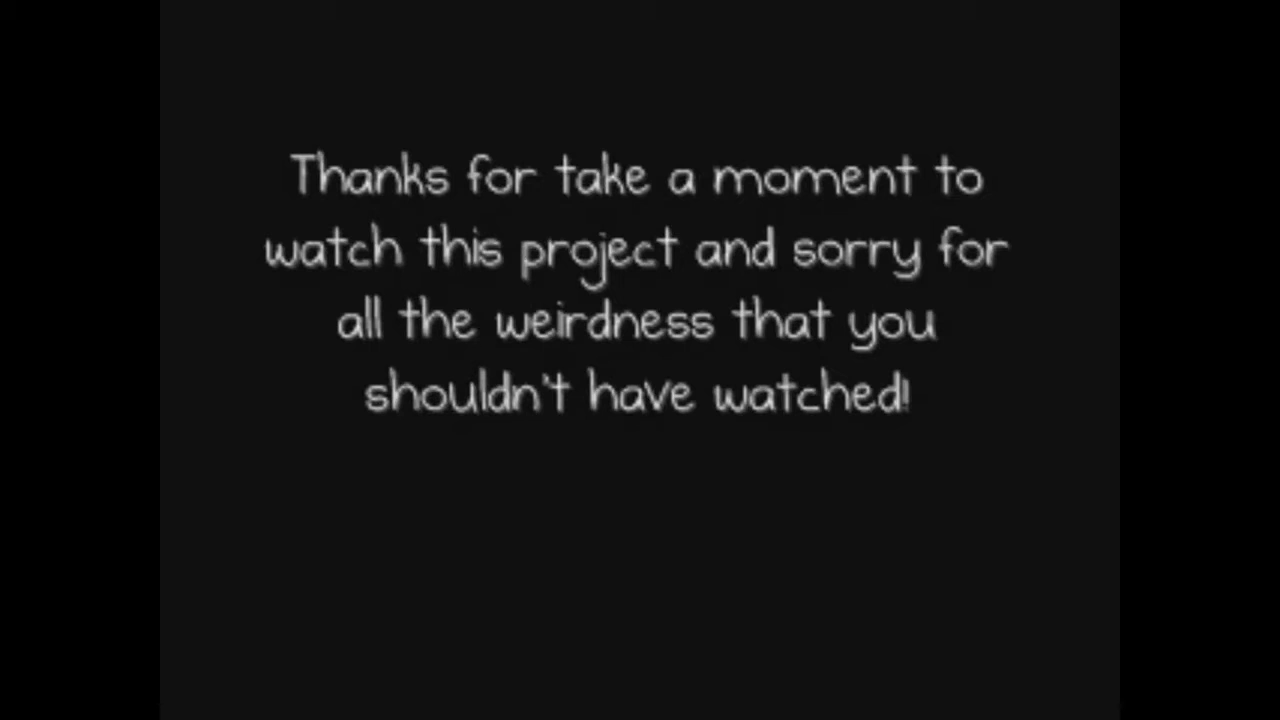 Thanks for take a moment to
watch this project and sorry for
all the weirdness that you
shouldn't have watched!